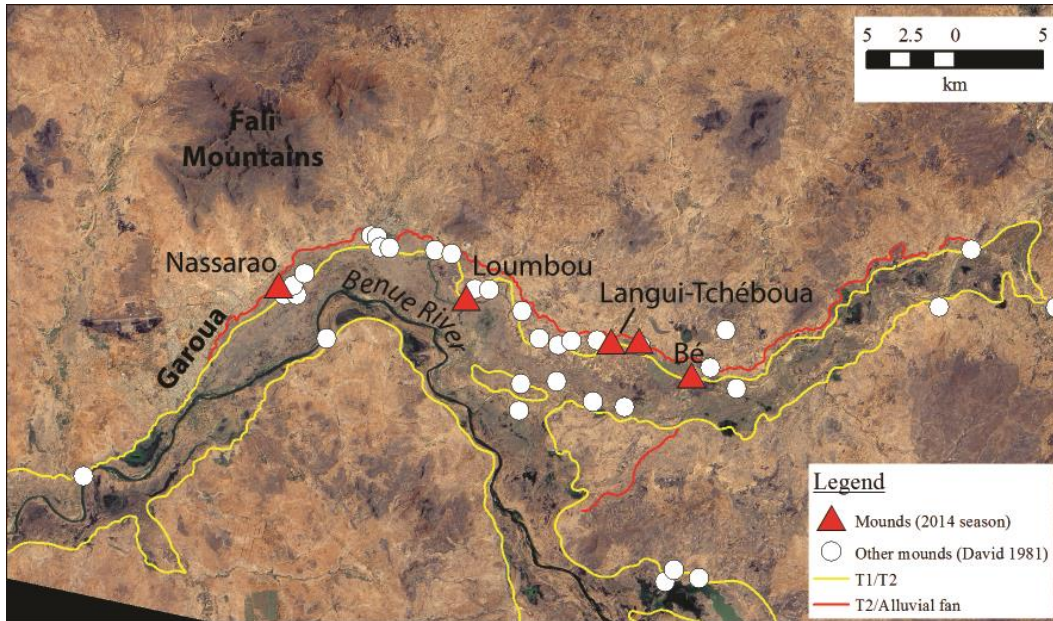 5 2.5 0 5
km
Fali
Mountains
Nassarao
Loumbou
Benue River
Langui-Tchéboua
Garoua
Bé
Legend
Mounds (2014 season)
Other mounds (David 1981)
T1/T2
T2/Alluvial fan